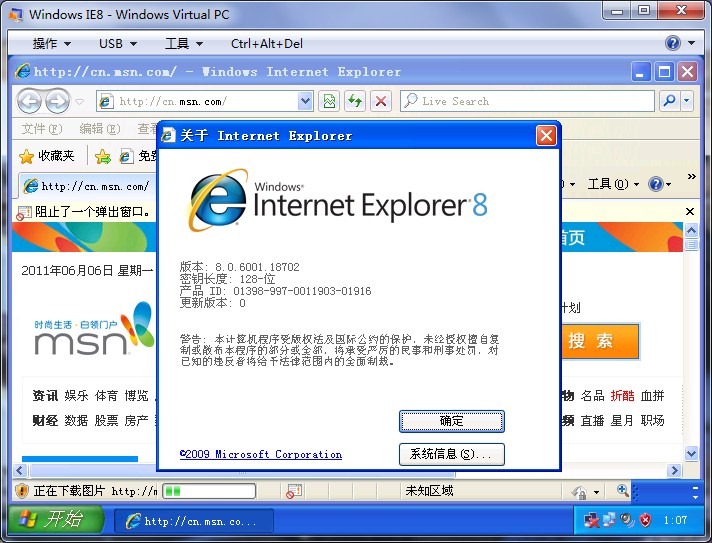 Windows IE8 - Windows Virtual PC
操作 USB 工具 Ctrl+Alt+Del
http://cn.msn.com/ - Windows Internet Explorer
http://cn.msn.com/ Live Search
文件(F) 编辑(E) 查看
关于 Internet Explorer
收藏夹 免费
http://cn.msn.com/ 工具(O)
Windows®
Internet Explorer 8
阻止了一个弹出窗口。
首页
版本: 8.0.6001.18702
2011年06月06日 星期一
密钥长度: 128-位
产品 ID: 01398-997-0011903-01916
更新版本: 0
计划
时尚生活·白领门户
msn
搜 索
警告: 本计算机程序受版权法及国际公约的保护，未经授权擅自复
制或散布本程序的部分或全部，将承受严厉的民事和刑事处罚，对
已知的违反者将给予法律范围内的全面制裁。
资讯 娱乐 体育 博览 物 名品 折酷 血拼
财经 数据 股票 房产 频 直播 星月 职场
确定
©2009 Microsoft Corporation 系统信息(S)...
正在下载图片 http://m 未知区域
开始 http://cn.msn.co... 1:07